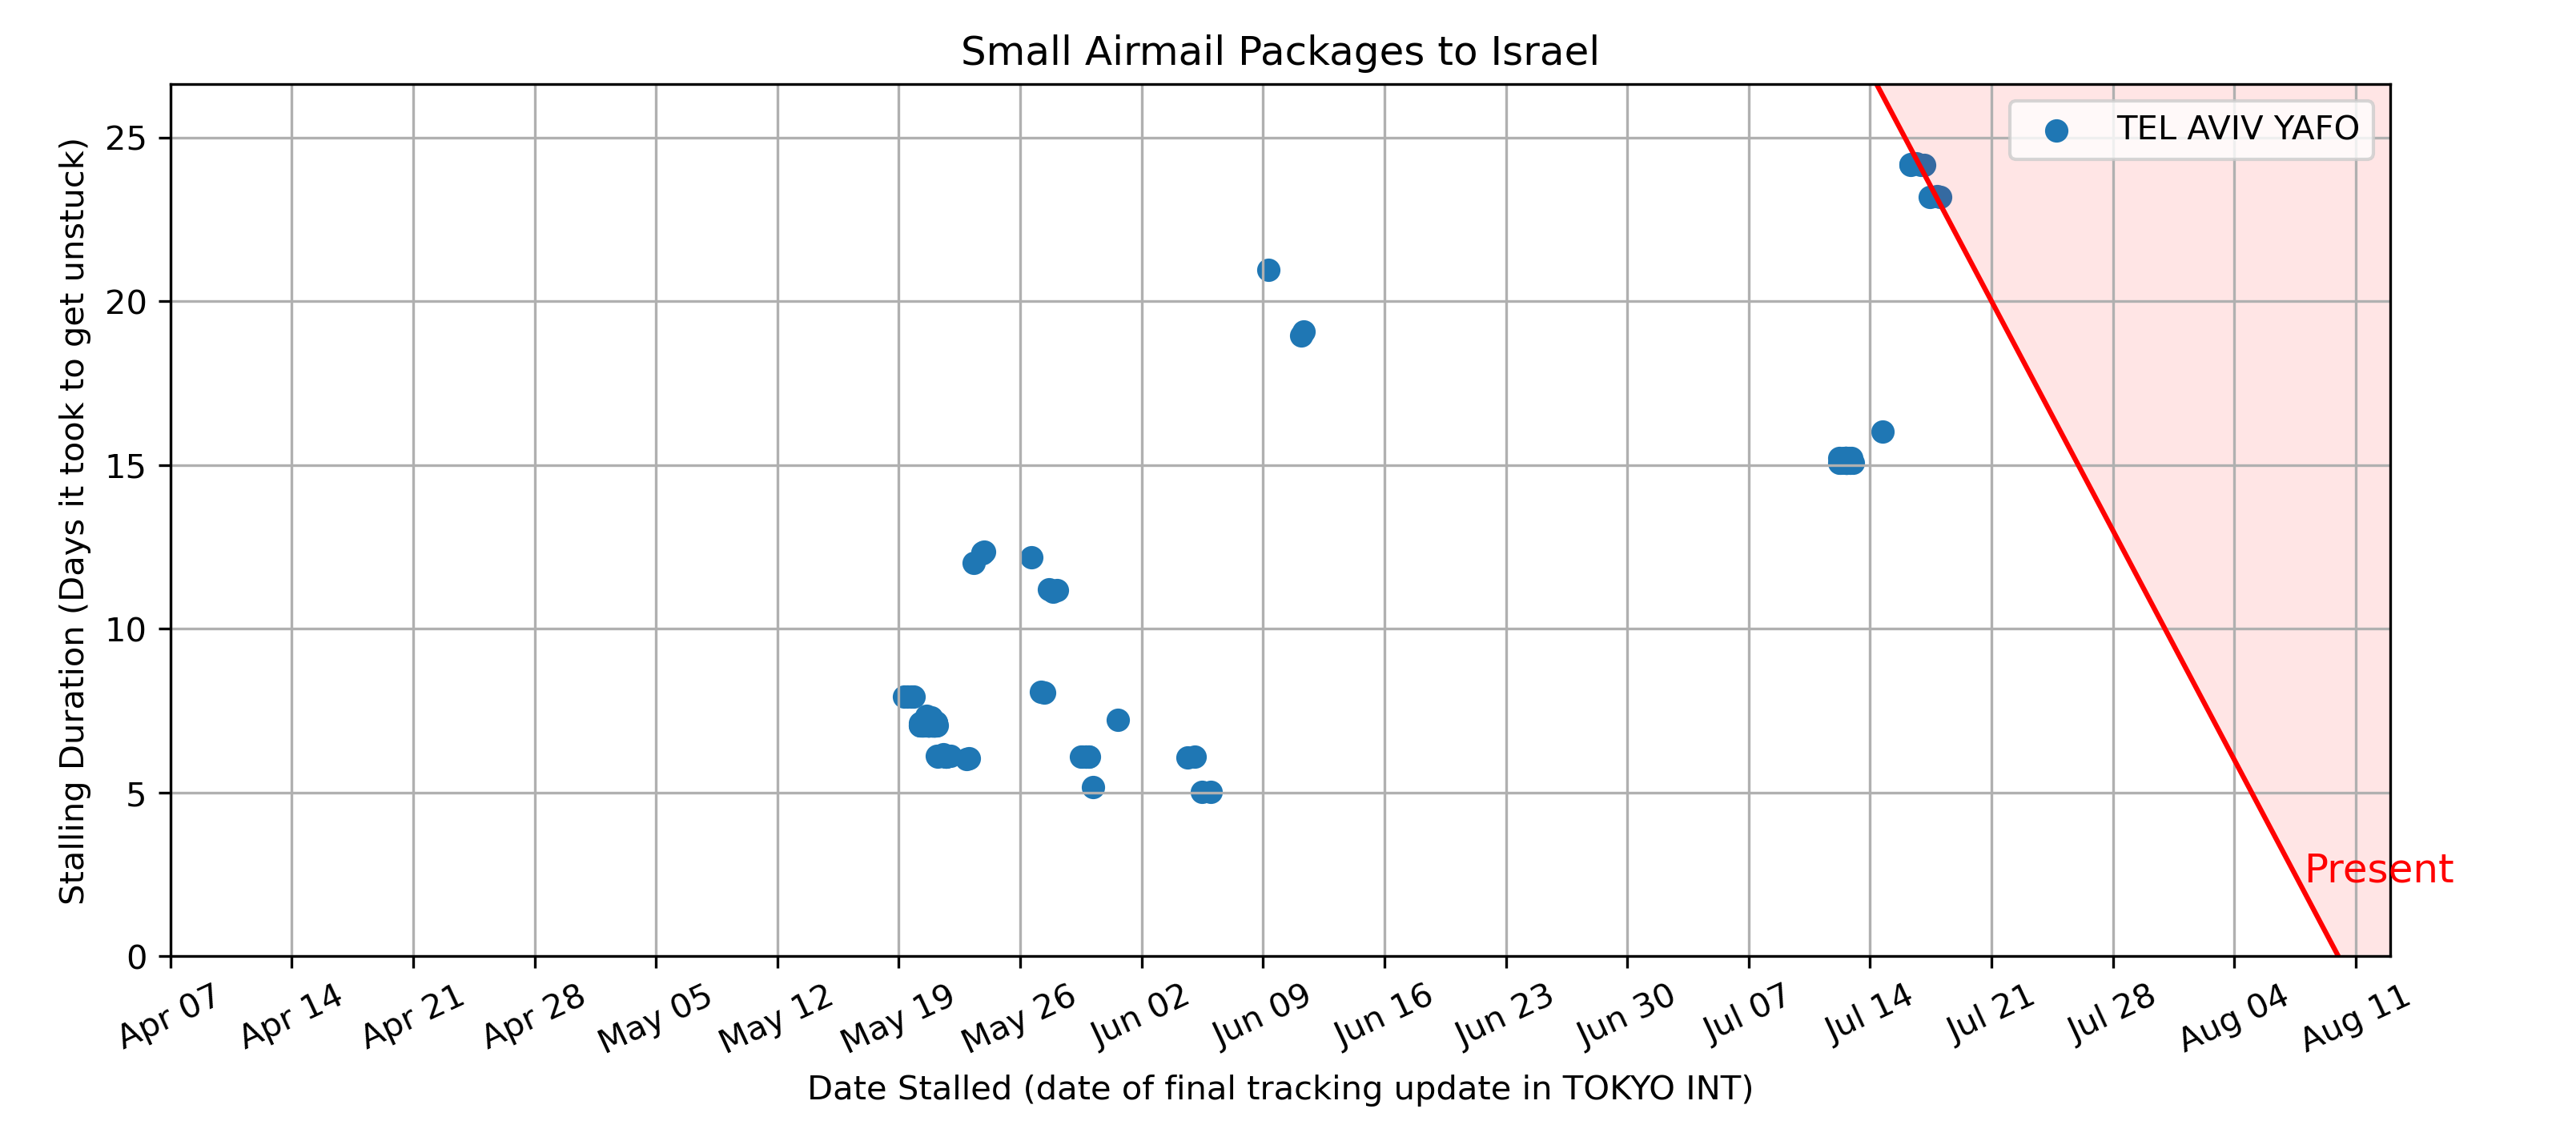 Small Airmail Packages to Israel
TEL AVIV YAFO
Stalling Duration (Days it took to get unstuck)
25
20
15
10
5
0
Present
Apr 07
Apr 14
Apr 21
Apr 28
May 05
May 12
May 19
May 26
Jun 02
Jun 09
Jun 16
Jun 23
Jun 30
Jul 07
Jul 14
Jul 21
Jul 28
Aug 04
Aug 11
Date Stalled (date of final tracking update in TOKYO INT)